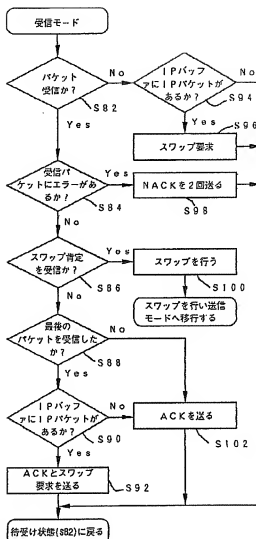 受信モード
パケット
受信か?
No
S82
Yes
IPバッフ
ァにIPパケットが
あるか?
No
S94
Yes
S96
スワップ要求
受信パ
ケットにエラーがあ
るか?
Yes
S84
No
NACKを2回送る
S98
スワップ肯定
を受信か?
Yes
S86
No
スワップを行う
S100
スワップを行い送信
モードへ移行する
最後の
パケットを受信した
か?
No
S88
Yes
IPバッフ
ァにIPパケットが
あるか?
No
S90
Yes
ACKを送る
S102
ACKとスワップ
要求を送る
S92
待受け状態(S82)に戻る